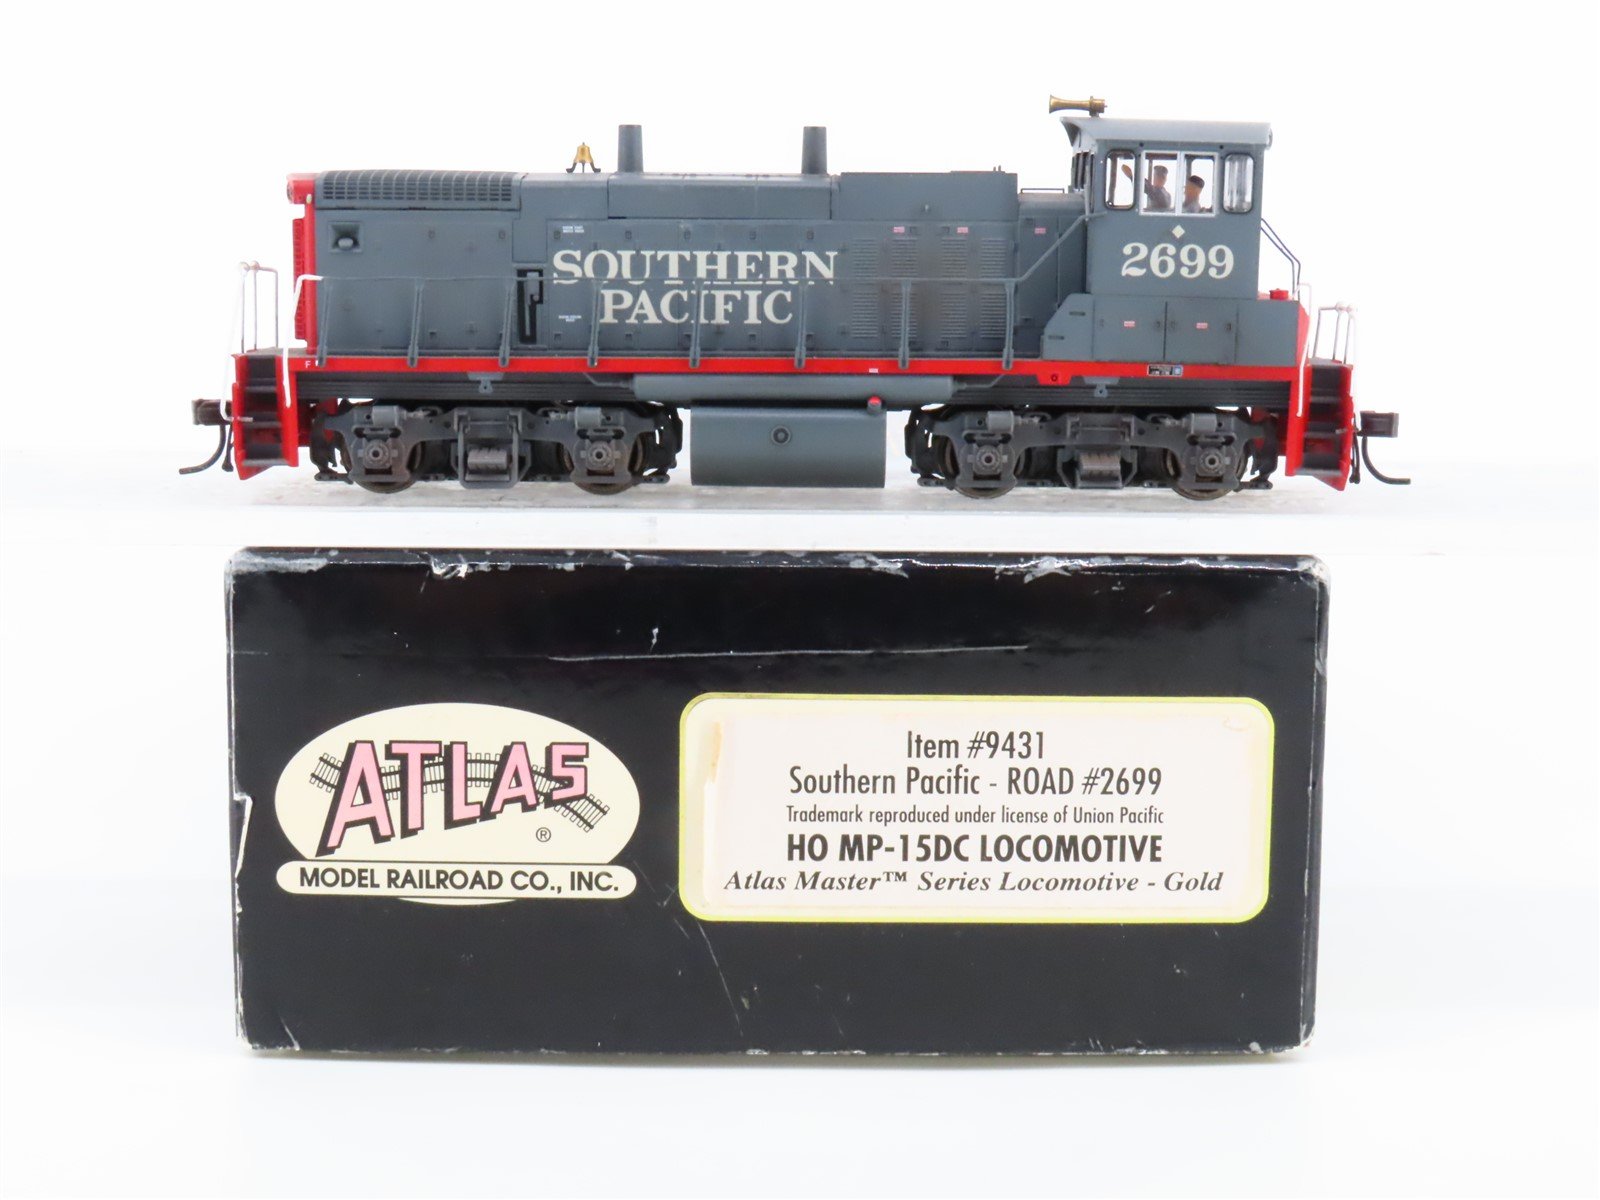 SOUTHERN
PACIFIC
2699
F
ATLAS
®
MODEL RAILROAD CO., INC.
Item #9431
Southern Pacific - ROAD #2699
Trademark reproduced under license of Union Pacific
HO MP-15DC LOCOMOTIVE
Atlas Master™ Series Locomotive - Gold